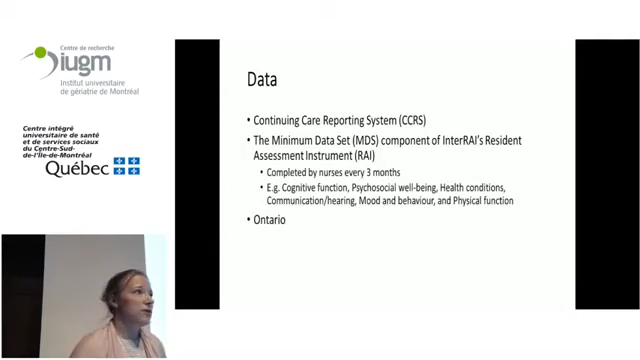 Centre de recherche
iugm
Institut universitaire
de gériatrie de Montréal
Centre intégré
universitaire de santé
et de services sociaux
du Centre-Sud-
de-l'Île-de-Montréal
Québec
Data
• Continuing Care Reporting System (CCRS)
• The Minimum Data Set (MDS) component of InterRAI's Resident
Assessment Instrument (RAI)
• Completed by nurses every 3 months
• E.g. Cognitive function, Psychosocial well-being, Health conditions,
Communication/hearing, Mood and behaviour, and Physical function
• Ontario